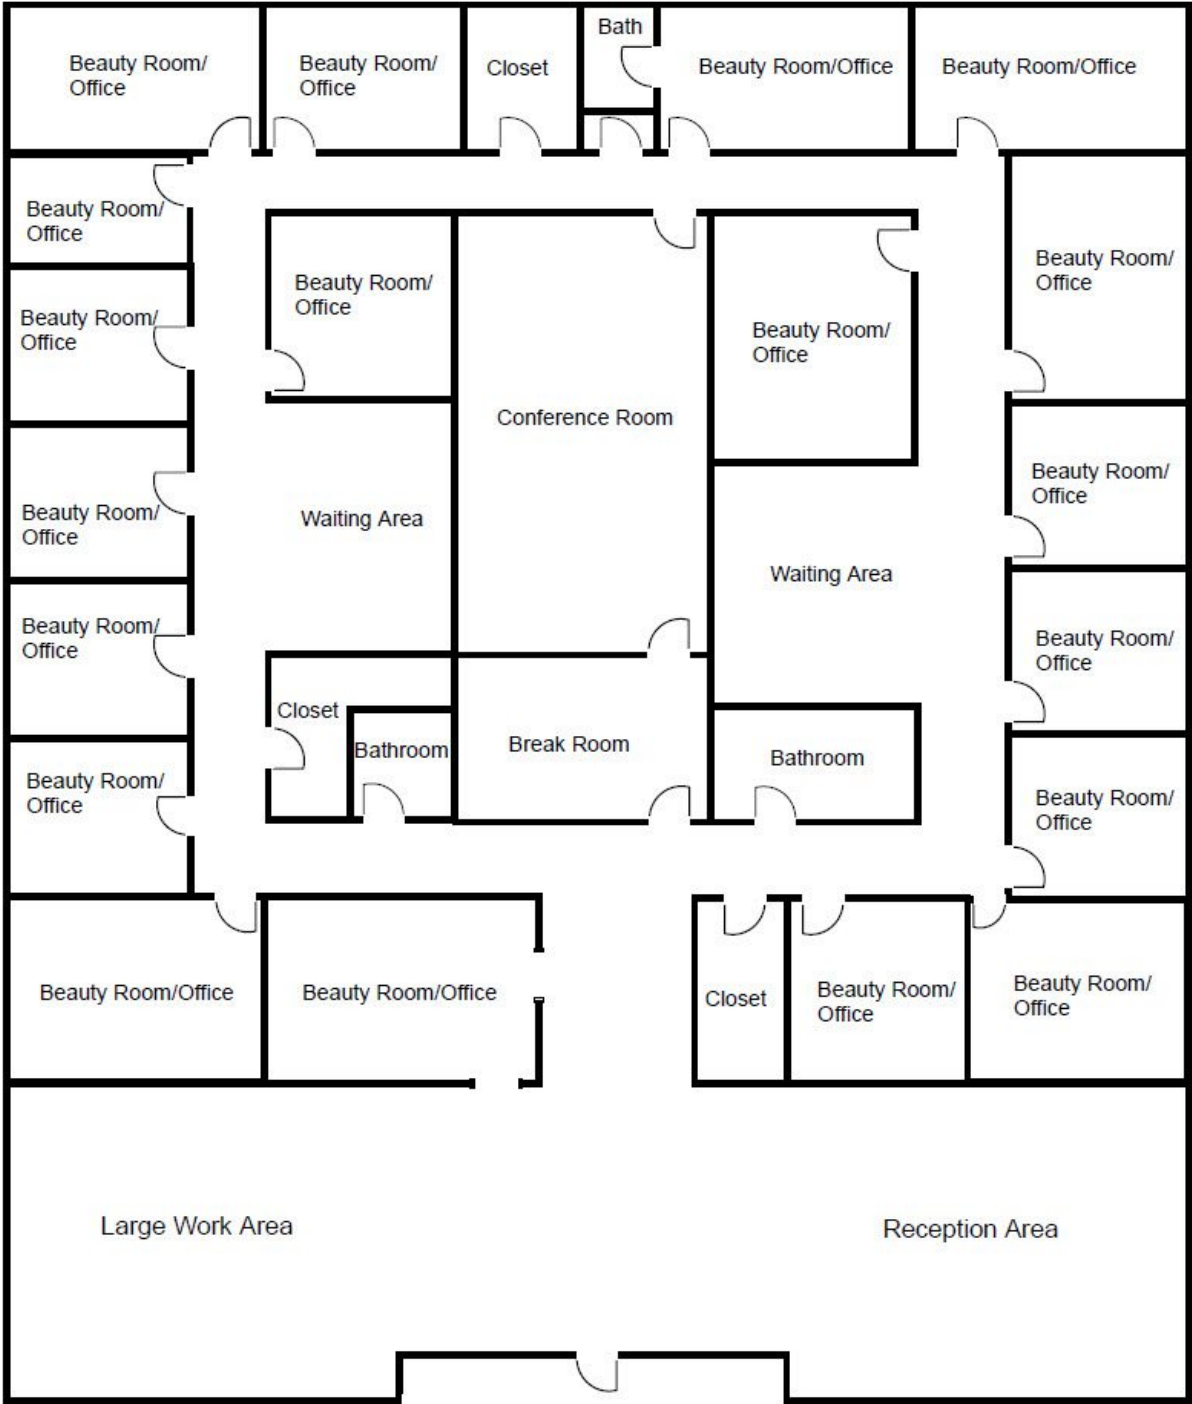 Beauty Room/
Office
Beauty Room/
Office
Closet
Bath
Beauty Room/Office
Beauty Room/Office
Beauty Room/
Office
Beauty Room/
Office
Beauty Room/
Office
Beauty Room/
Office
Beauty Room/
Office
Beauty Room/
Office
Conference Room
Beauty Room/
Office
Beauty Room/
Office
Waiting Area
Waiting Area
Beauty Room/
Office
Beauty Room/
Office
Closet
Bathroom
Break Room
Bathroom
Beauty Room/
Office
Beauty Room/
Office
Beauty Room/Office
Beauty Room/Office
Closet
Beauty Room/
Office
Beauty Room/
Office
Large Work Area
Reception Area